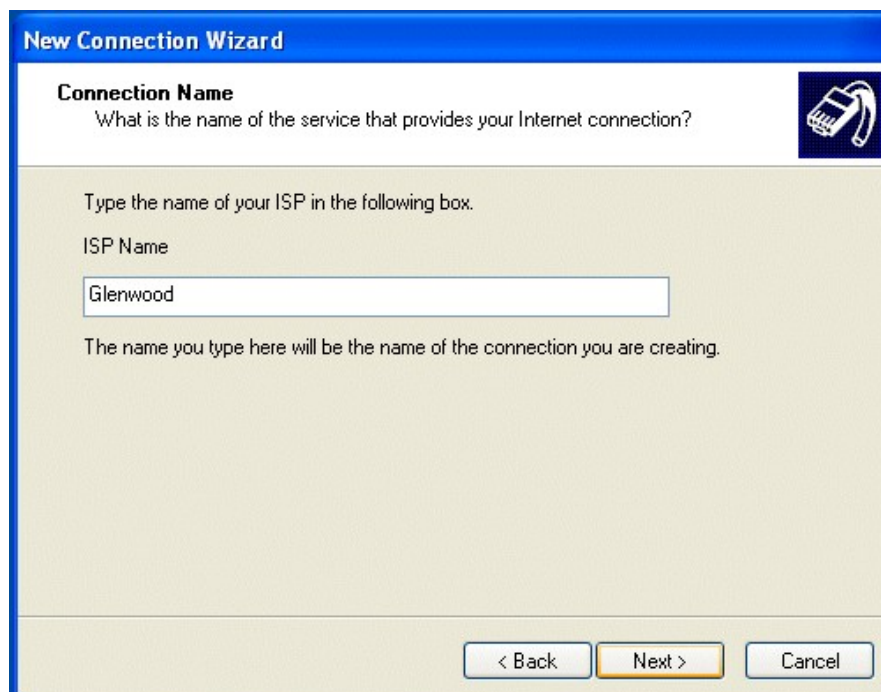 New Connection Wizard
Connection Name
What is the name of the service that provides your Internet connection?
Type the name of your ISP in the following box.
ISP Name
Glenwood
The name you type here will be the name of the connection you are creating.
< Back Next > Cancel